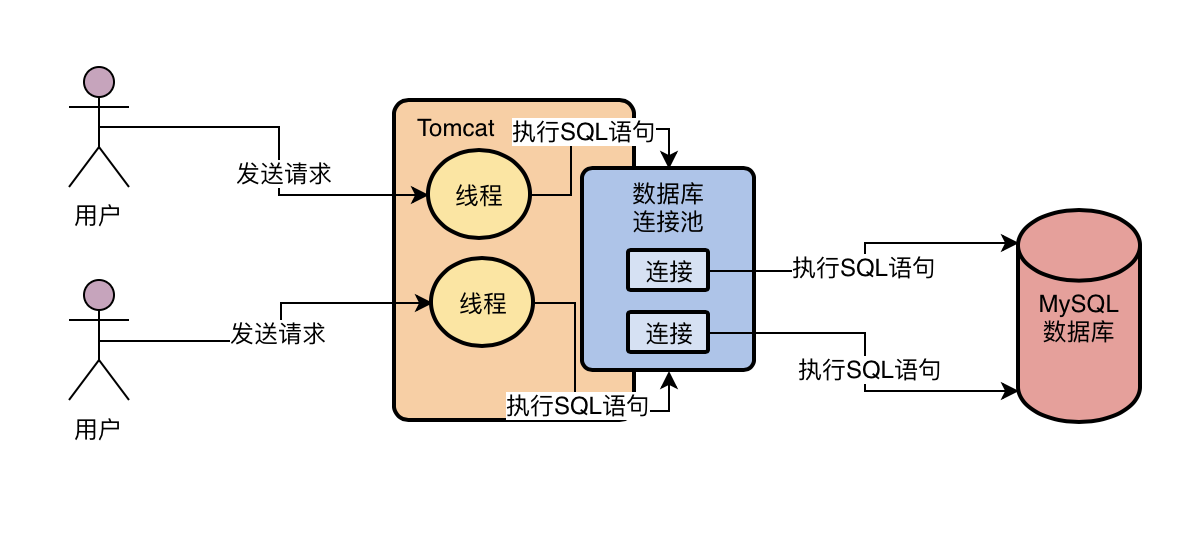 Tomcat
执行SQL语句
发送请求
线程
数据库
连接池
用户
连接
执行SQL语句
线程
MySQL
数据库
发送请求
连接
执行SQL语句
执行SQL语句
用户